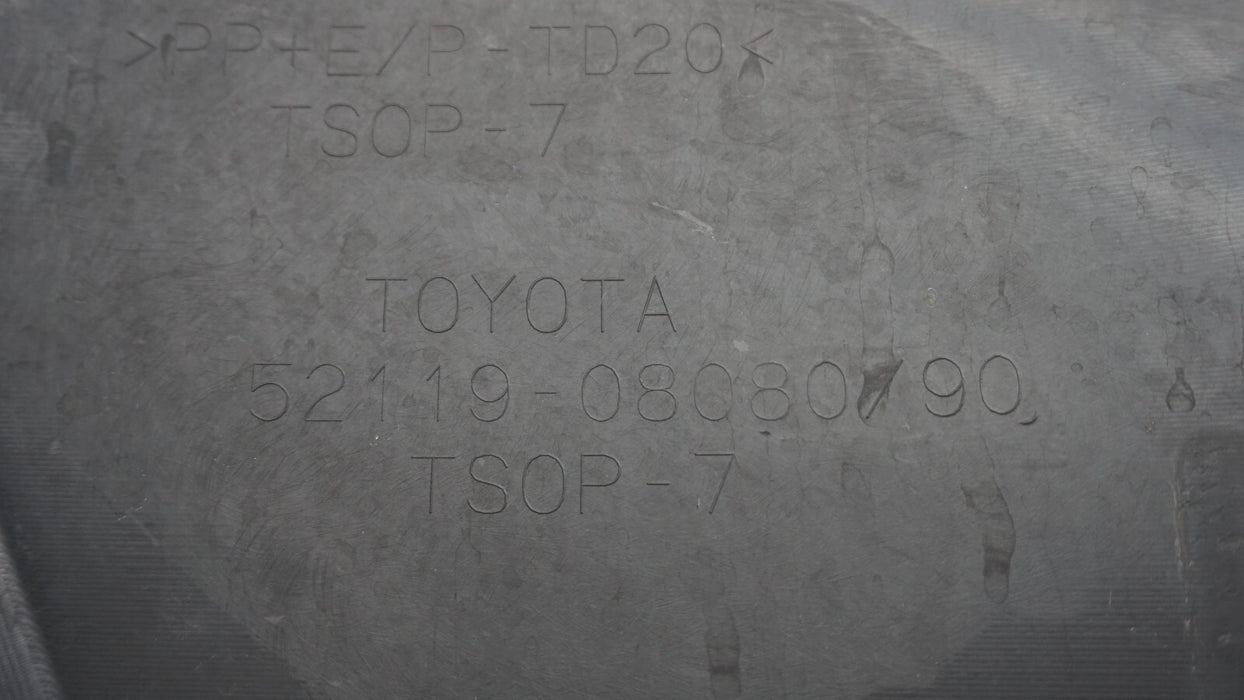 >PP+E/P-TD20<
TSOP-7
TOYOTA
52119-08080/90
TSOP-7